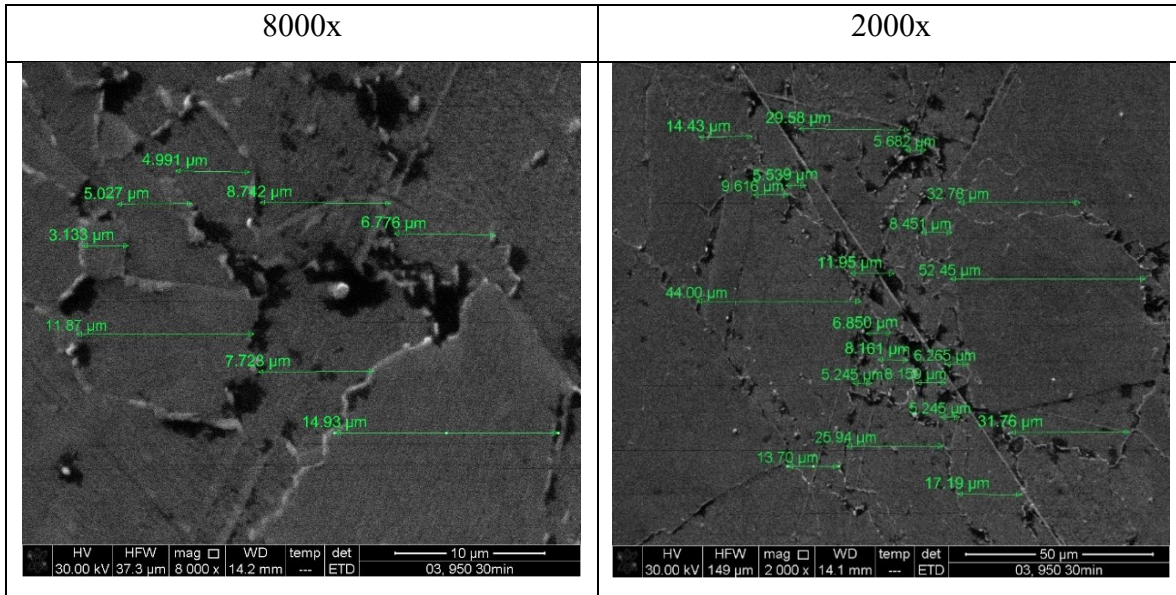 8000x
4.991 µm
5.027 µm
8.742 µm
6.776 µm
3.133 µm
11.87 µm
7.728 µm
14.93 µm
HV HFW mag WD temp det 10 µm
30.00 kV 37.3 µm 8 000 x 14.2 mm --- ETD 03, 950 30min
2000x
29.58 µm
14.43 µm
5.682 µm
5.539 µm
9.616 µm
32.78 µm
8.451 µm
11.95 µm
52.45 µm
44.00 µm
6.850 µm
8.161 µm
6.265 µm
5.245 µm
8.159 µm
5.245 µm
31.76 µm
25.94 µm
13.70 µm
17.19 µm
HV HFW mag WD temp det 50 µm
30.00 kV 149 µm 2 000 x 14.1 mm --- ETD 03, 950 30min